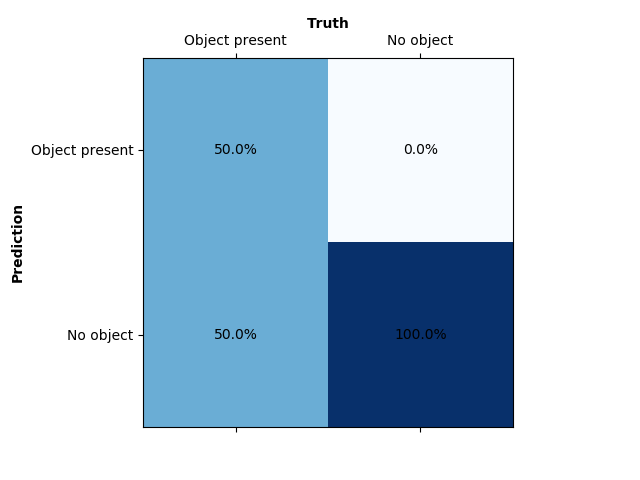 Truth
Object present No object
Object present 50.0% 0.0%
Prediction
No object 50.0% 100.0%